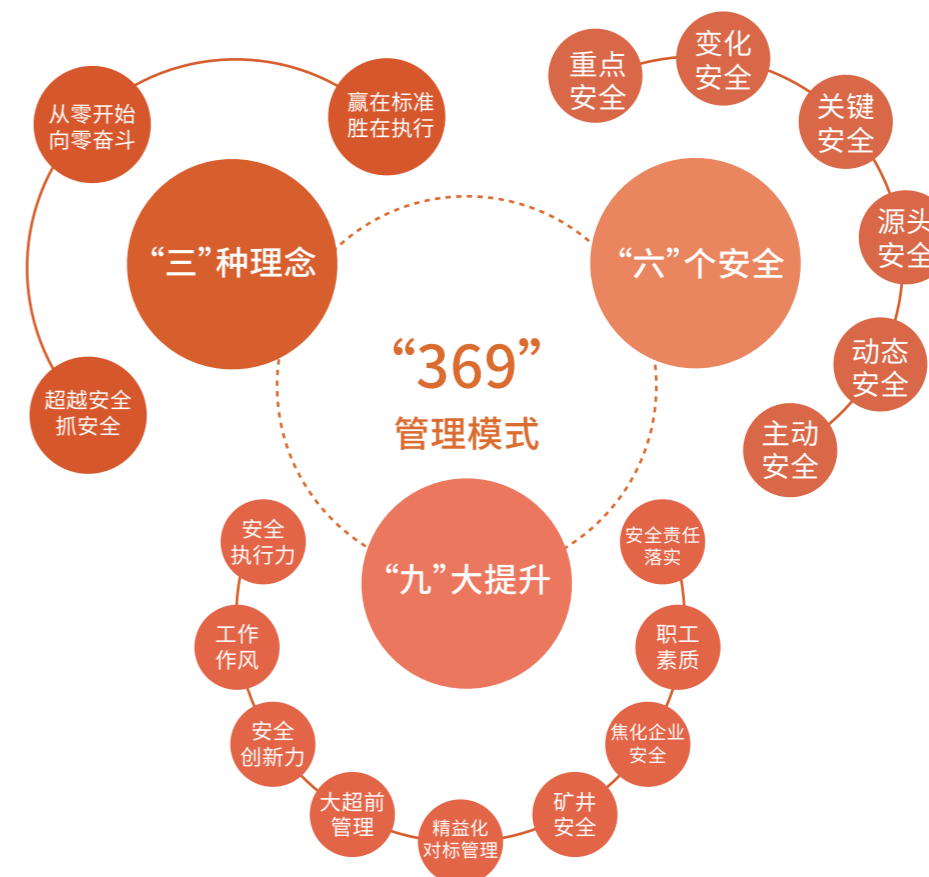 “369”
管理模式
“三”种理念
从零开始
向零奋斗
赢在标准
胜在执行
超越安全
抓安全
“六”个安全
重点
安全
变化
安全
关键
安全
源头
安全
动态
安全
主动
安全
“九”大提升
安全
执行力
工作
作风
安全
创新力
大超前
管理
精益化
对标管理
矿井
安全
焦化企业
安全
职工
素质
安全责任
落实